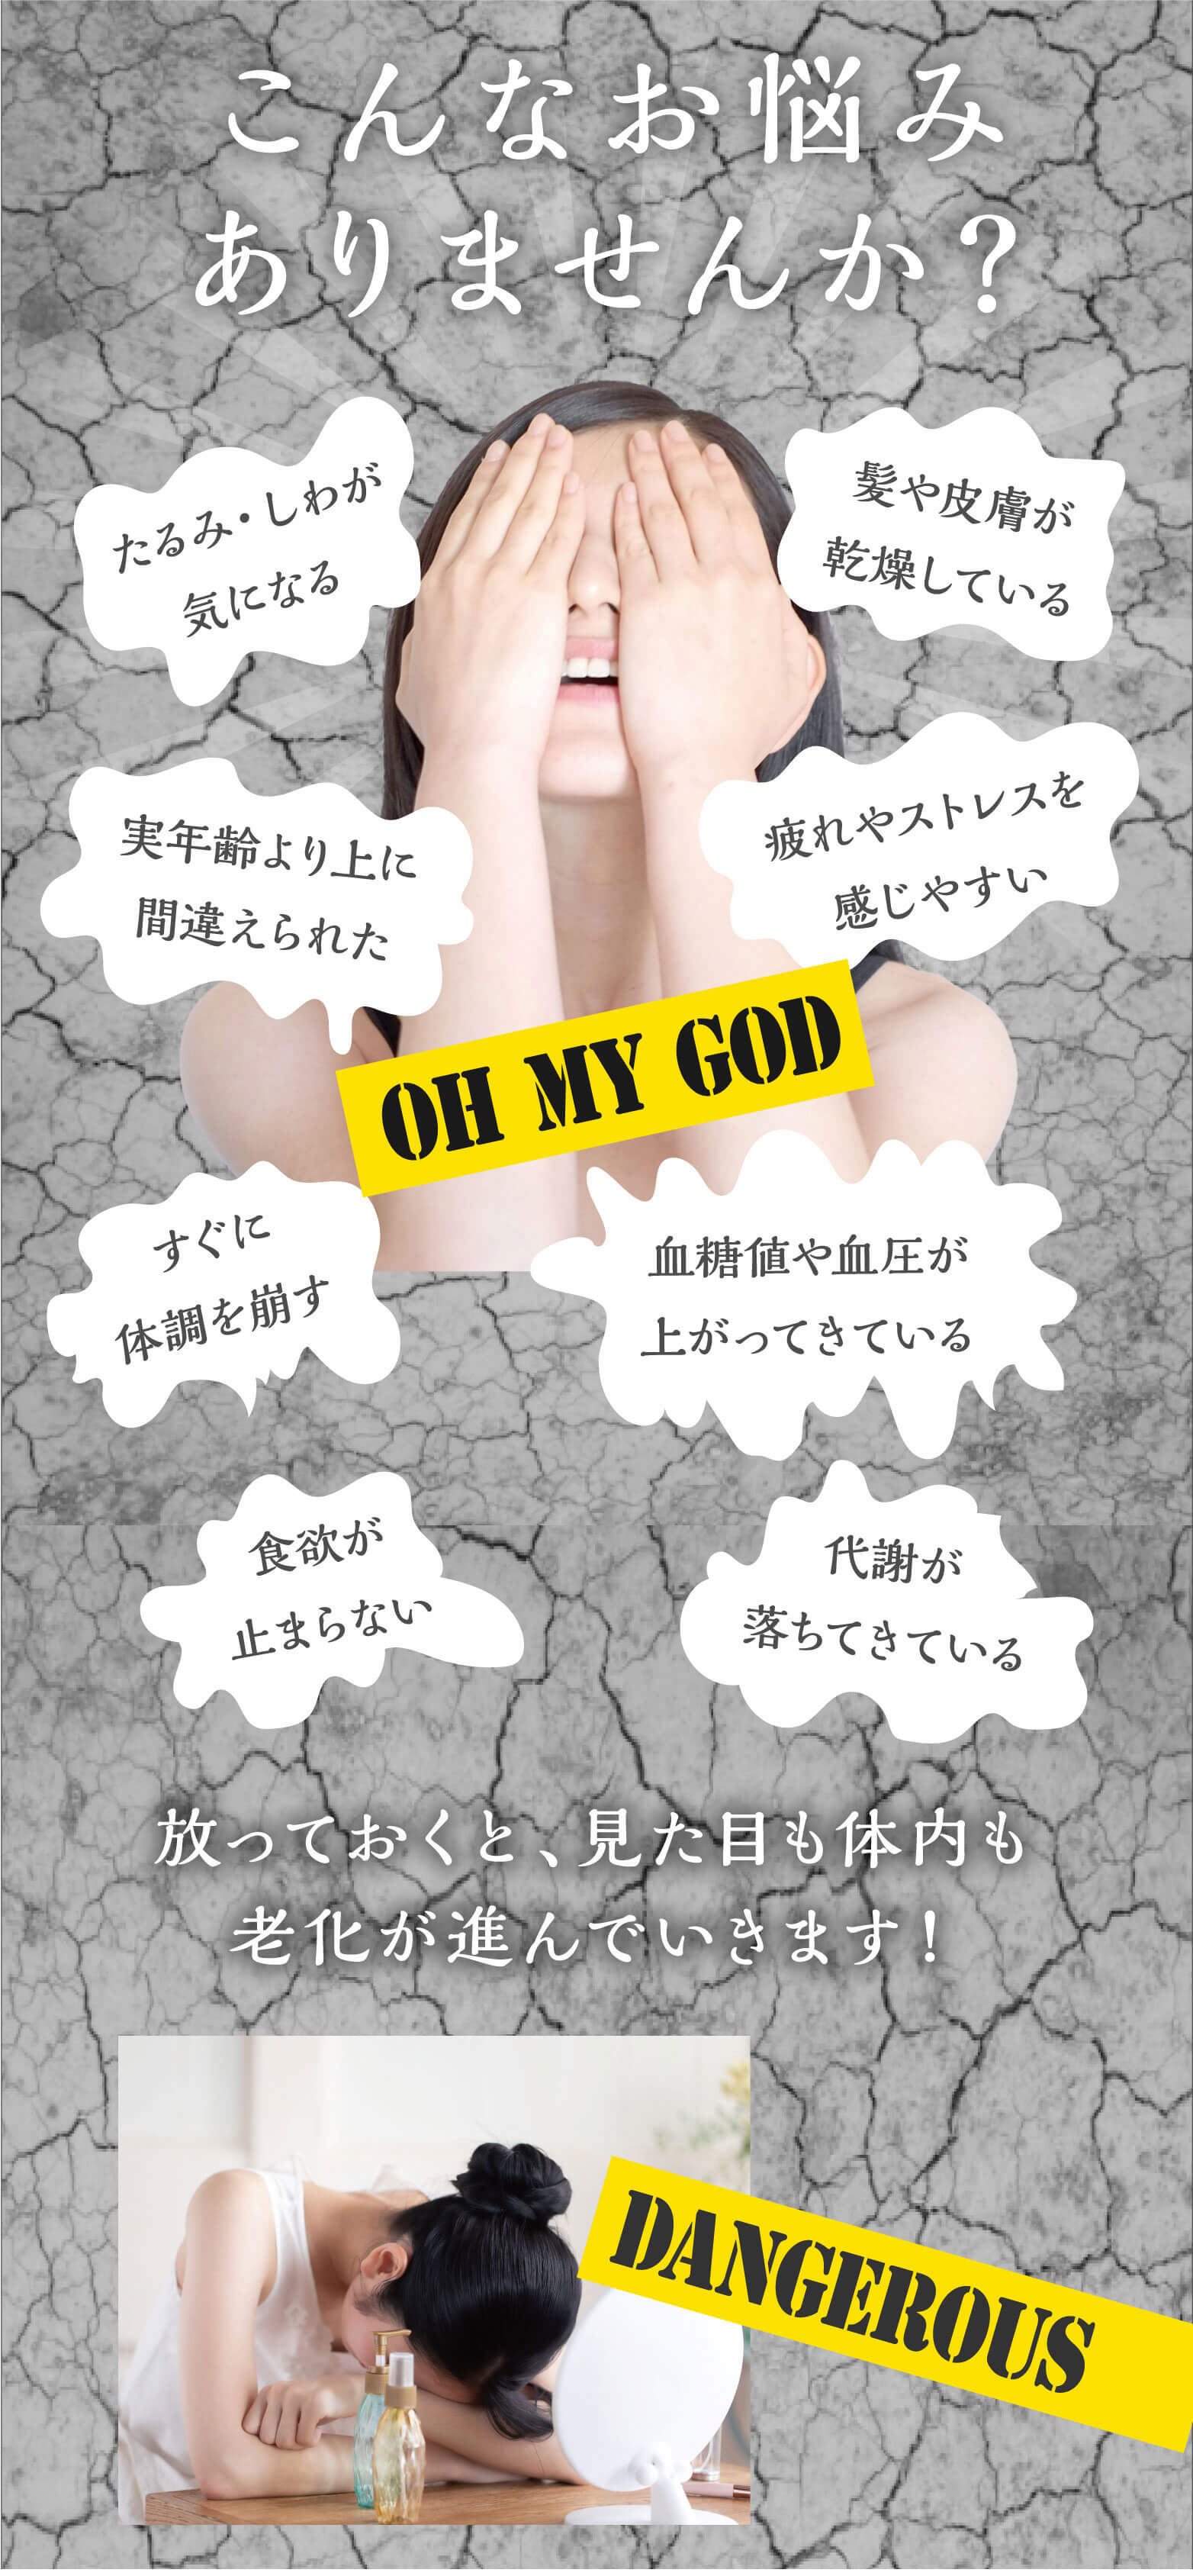 こんなお悩み
ありませんか？
たるみ・しわが
気になる
髪や皮膚が
乾燥している
実年齢より上に
間違えられた
疲れやストレスを
感じやすい
OH MY GOD
すぐに
体調を崩す
血糖値や血圧が
上がってきている
食欲が
止まらない
代謝が
落ちてきている
放っておくと、見た目も体内も
老化が進んでいきます！
DANGEROUS